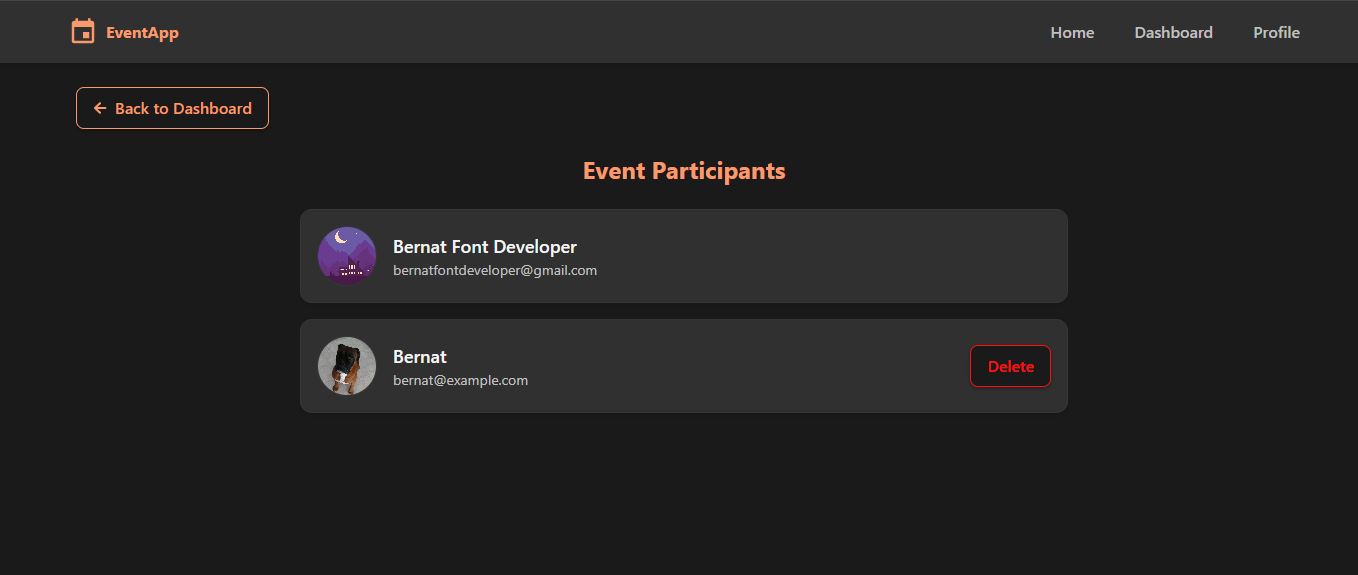 EventApp
Home
Dashboard
Profile
Back to Dashboard
Event Participants
Bernat Font Developer
bernatfontdeveloper@gmail.com
Bernat
bernat@example.com
Delete